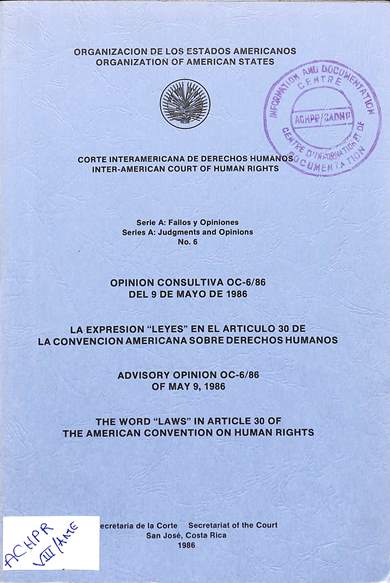 ORGANIZACION DE LOS ESTADOS AMERICANOS
ORGANIZATION OF AMERICAN STATES
INFORMATION AND DOCUMENTATION
CENTRE
ACHPR/CADHP
CENTRE D'INFORMATION ET DE
DOCUMENTATION
CORTE INTERAMERICANA DE DERECHOS HUMANOS
INTER-AMERICAN COURT OF HUMAN RIGHTS
Serie A: Fallos y Opiniones
Series A: Judgments and Opinions
No. 6
OPINION CONSULTIVA OC-6/86
DEL 9 DE MAYO DE 1986
LA EXPRESION "LEYES" EN EL ARTICULO 30 DE
LA CONVENCION AMERICANA SOBRE DERECHOS HUMANOS
ADVISORY OPINION OC-6/86
OF MAY 9, 1986
THE WORD "LAWS" IN ARTICLE 30 OF
THE AMERICAN CONVENTION ON HUMAN RIGHTS
ecretaria de la Corte Secretariat of the Court
San José, Costa Rica
1986
ACHPR